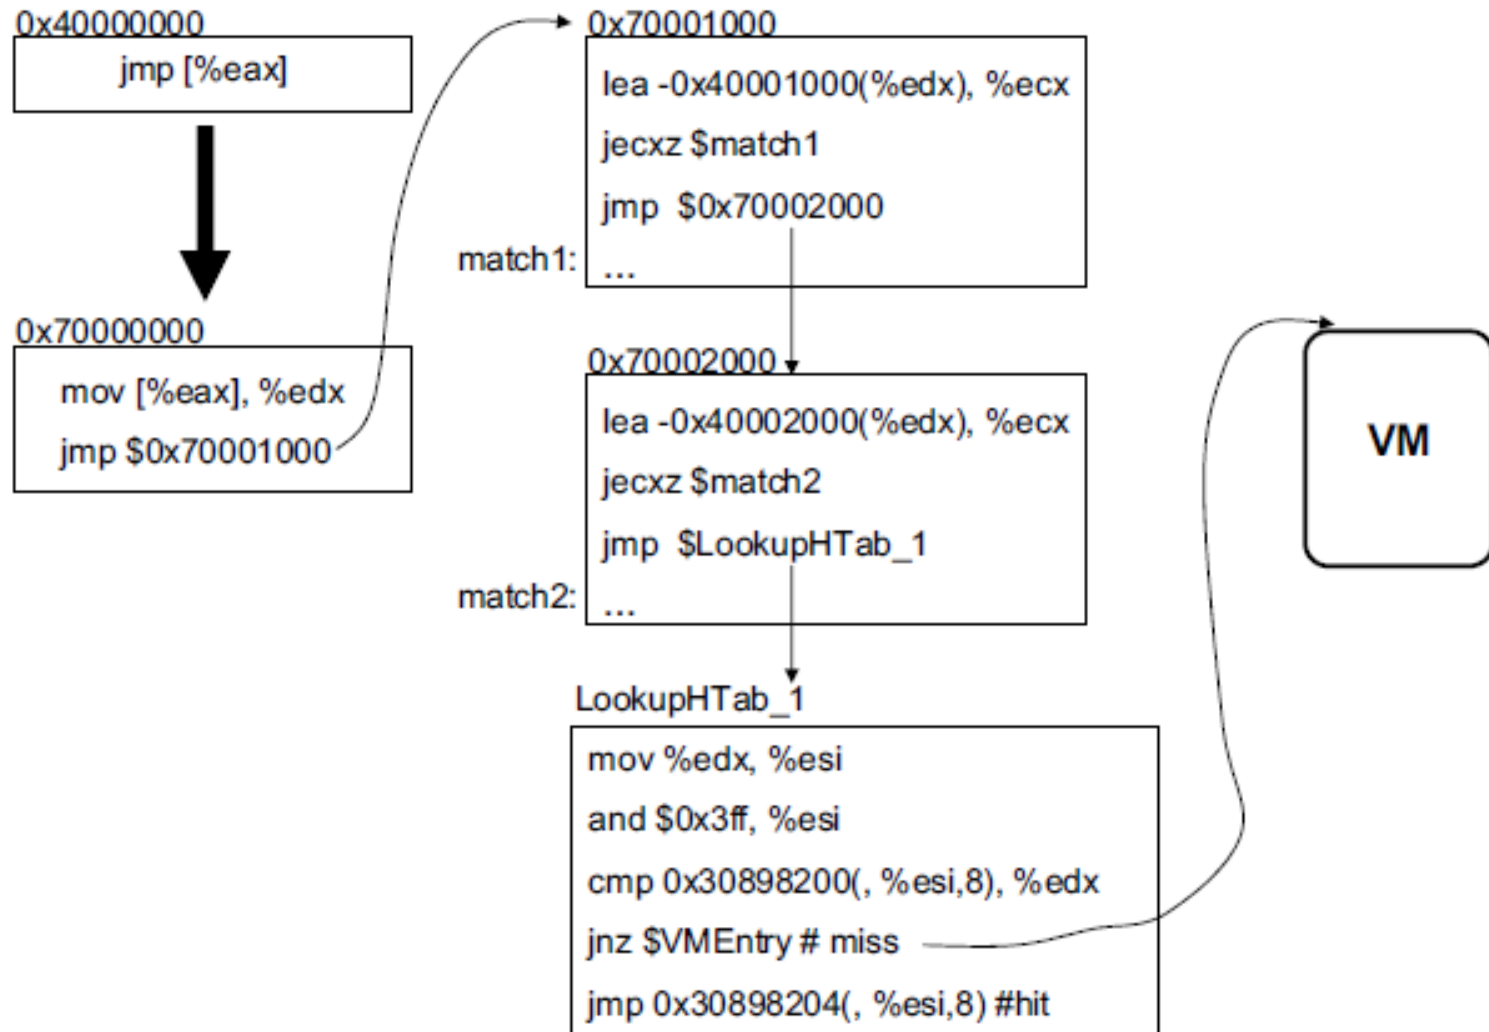 0x40000000
jmp [%eax]
0x70000000
mov [%eax], %edx
jmp $0x70001000
0x70001000
lea -0x40001000(%edx), %ecx
jecxz $match1
jmp $0x70002000
match1: ...
0x70002000
lea -0x40002000(%edx), %ecx
jecxz $match2
jmp $LookupHTab_1
match2: ...
LookupHTab_1
mov %edx, %esi
and $0x3ff, %esi
cmp 0x30898200(, %esi,8), %edx
jnz $VMEntry # miss
jmp 0x30898204(, %esi,8) #hit
VM